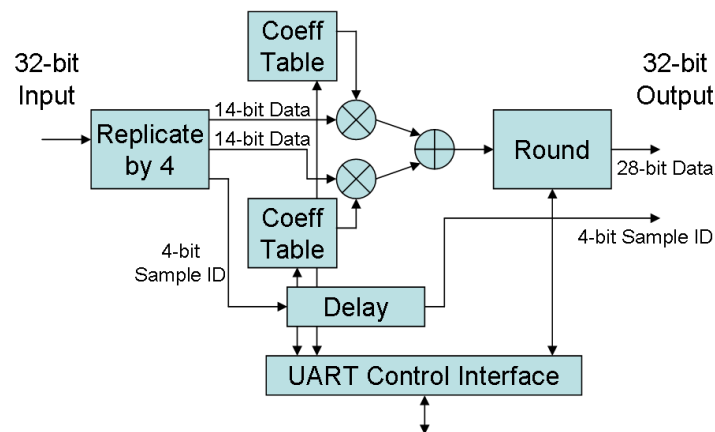 32-bit
Input
Coeff
Table
32-bit
Output
14-bit Data
14-bit Data
Replicate
by 4
Round
28-bit Data
Coeff
Table
4-bit
Sample ID
4-bit Sample ID
Delay
UART Control Interface